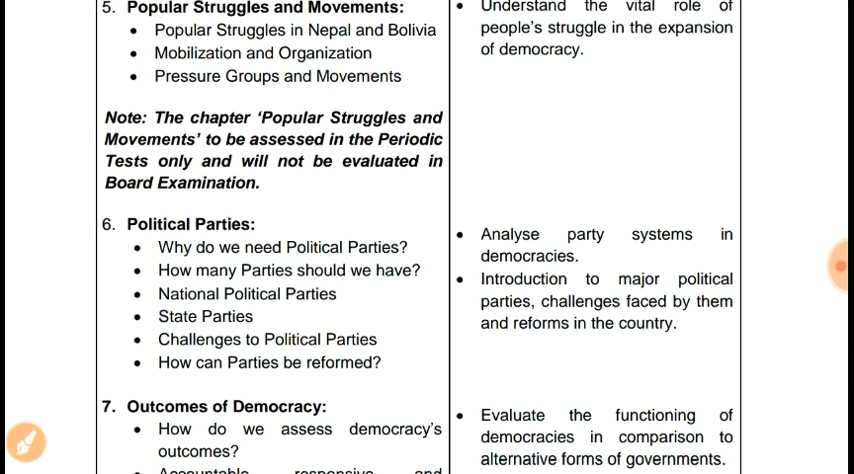 5. Popular Struggles and Movements:
• Popular Struggles in Nepal and Bolivia
• Mobilization and Organization
• Pressure Groups and Movements
Note: The chapter ‘Popular Struggles and
Movements’ to be assessed in the Periodic
Tests only and will not be evaluated in
Board Examination.
6. Political Parties:
• Why do we need Political Parties?
• How many Parties should we have?
• National Political Parties
• State Parties
• Challenges to Political Parties
• How can Parties be reformed?
7. Outcomes of Democracy:
• How do we assess democracy’s
outcomes?
• Accountable, responsive and
• Understand the vital role of
people’s struggle in the expansion
of democracy.
• Analyse party systems in
democracies.
• Introduction to major political
parties, challenges faced by them
and reforms in the country.
• Evaluate the functioning of
democracies in comparison to
alternative forms of governments.